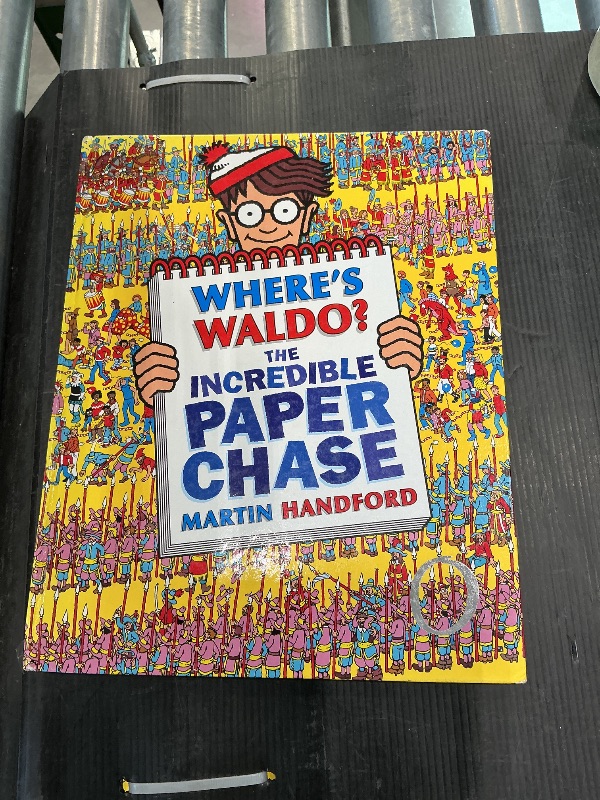 WHERE'S
WALDO?
THE
INCREDIBLE
PAPER
CHASE
MARTIN HANDFORD